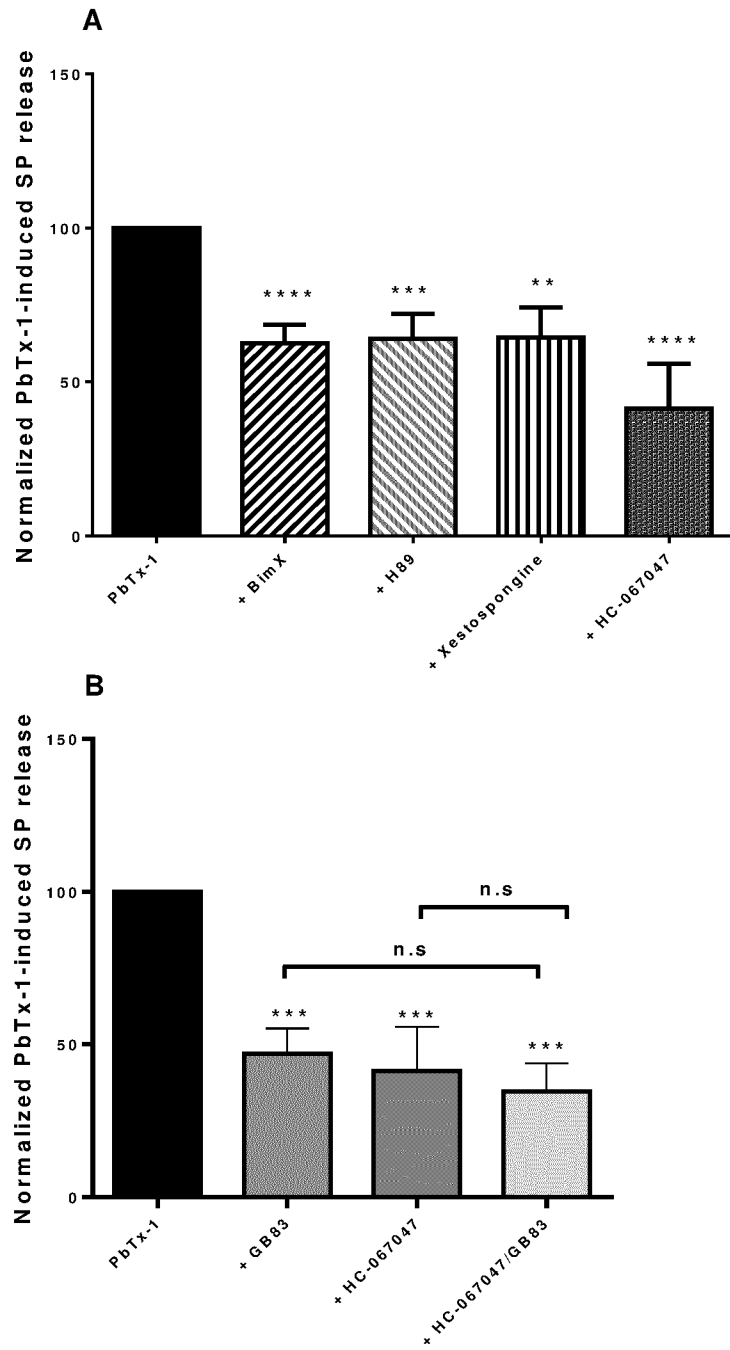 A
Normalized PbTx-1-induced SP release
150
100
50
0
****
***
**
****
PbTx-1
+ BimX
+ H89
+ Xestospongine
+ HC-067047
B
Normalized PbTx-1-induced SP release
150
100
50
0
n.s
n.s
***
***
***
PbTx-1
+ GB83
+ HC-067047
+ HC-067047/GB83